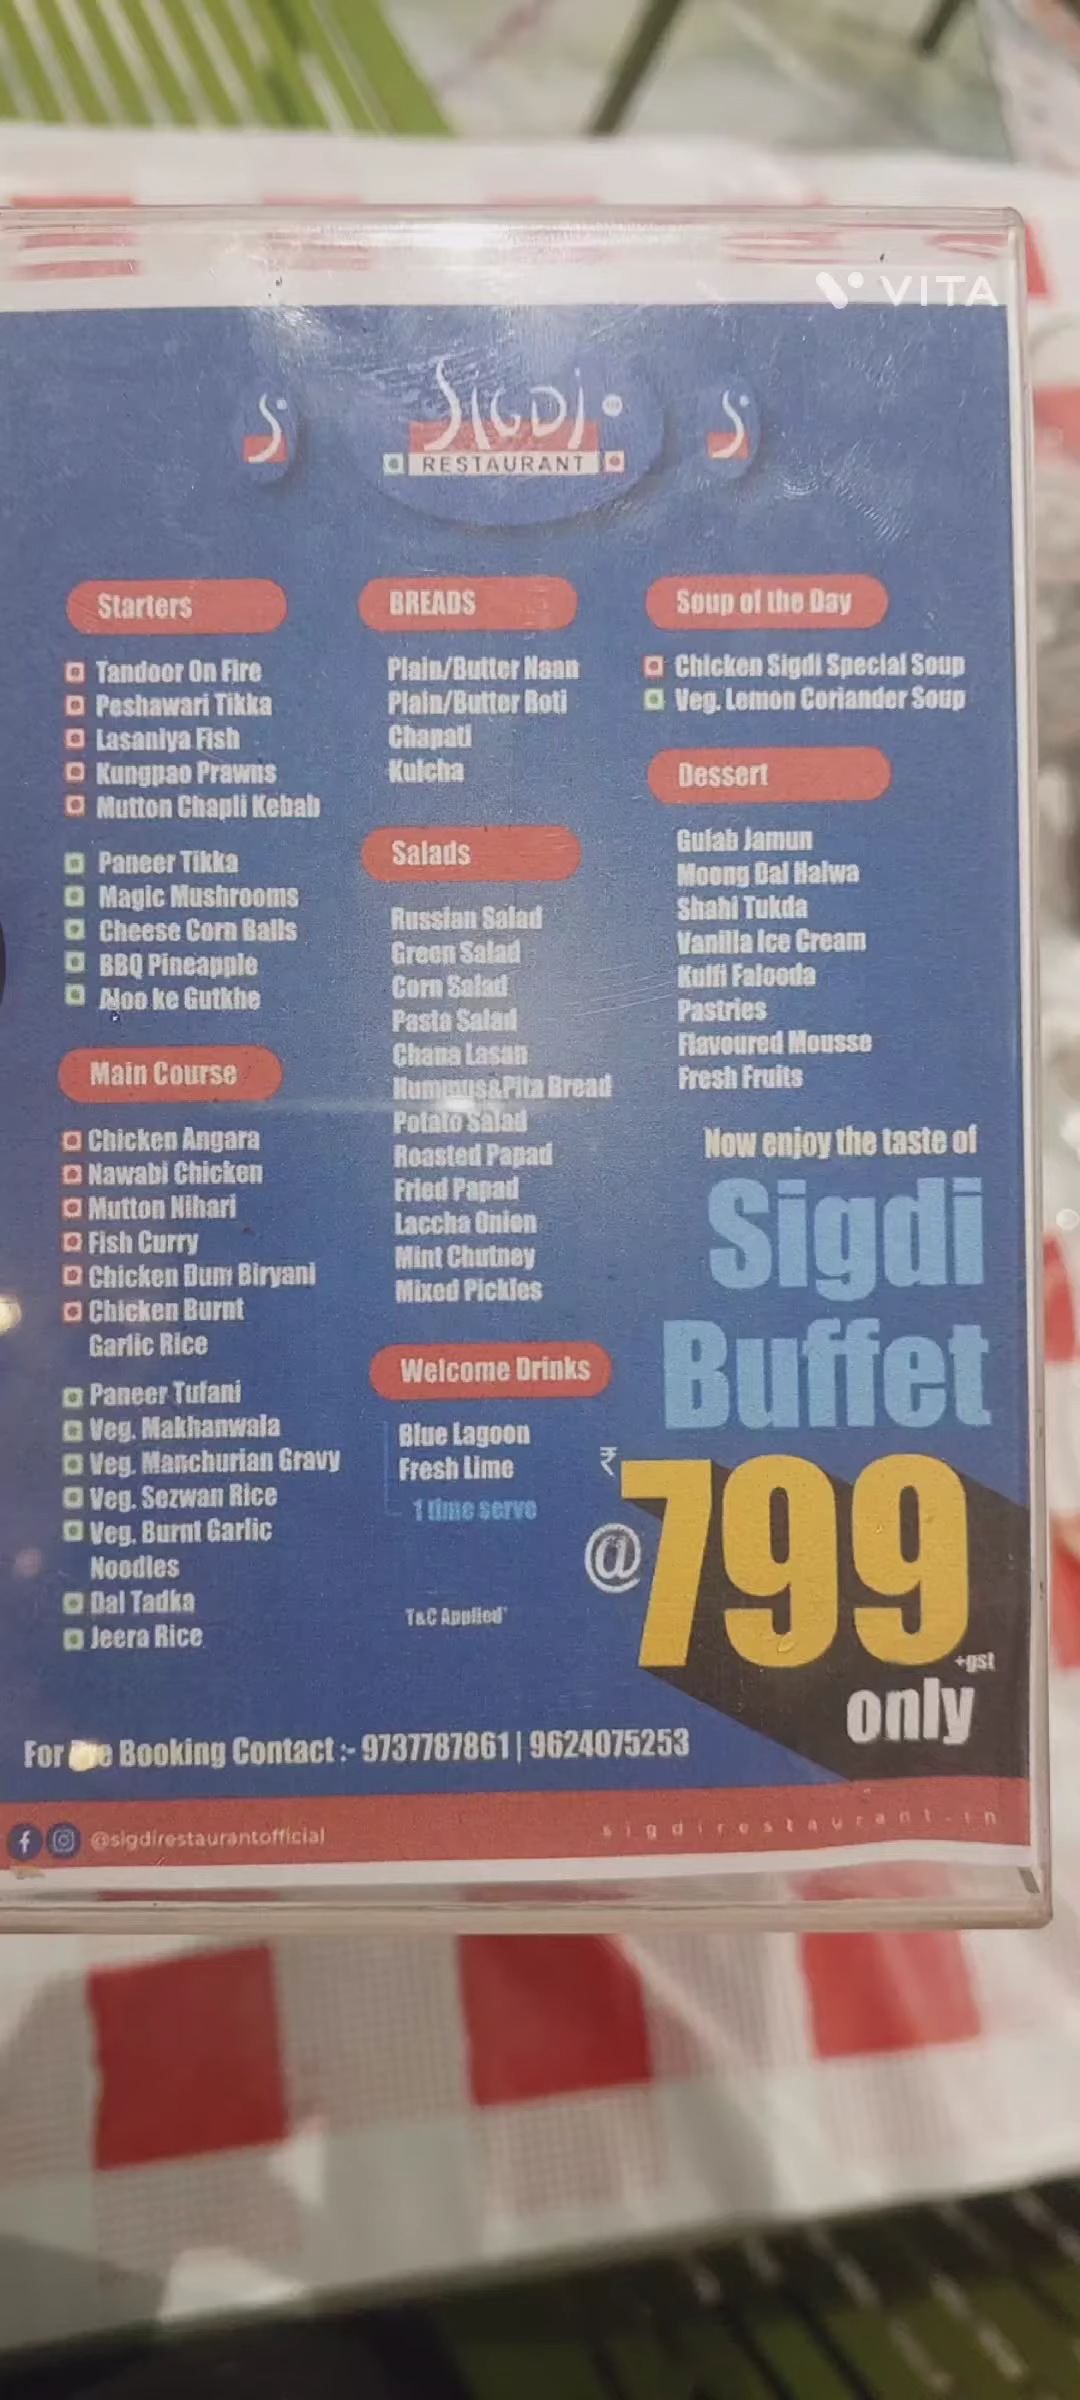 VITA
SIGDI
RESTAURANT
Starters
Tandoor On Fire
Peshawari Tikka
Lasaniya Fish
Kungpao Prawns
Mutton Chapli Kebab
Paneer Tikka
Magic Mushrooms
Cheese Corn Balls
BBQ Pineapple
Aloo ke Gutkhe
Main Course
Chicken Angara
Nawabi Chicken
Mutton Nihari
Fish Curry
Chicken Dum Biryani
Chicken Burnt
Garlic Rice
Paneer Tufani
Veg. Makhanwala
Veg. Manchurian Gravy
Veg. Sezwan Rice
Veg. Burnt Garlic
Noodles
Dal Tadka
Jeera Rice
BREADS
Plain/Butter Naan
Plain/Butter Roti
Chapati
Kulcha
Salads
Russian Salad
Green Salad
Corn Salad
Pasta Salad
Chana Lasan
Hummus&Pita Bread
Potato Salad
Roasted Papad
Fried Papad
Laccha Onion
Mint Chutney
Mixed Pickles
Welcome Drinks
Blue Lagoon
Fresh Lime
1 time serve
T&C Applied*
Soup of the Day
Chicken Sigdi Special Soup
Veg. Lemon Coriander Soup
Dessert
Gulab Jamun
Moong Dal Halwa
Shahi Tukda
Vanilla Ice Cream
Kulfi Falooda
Pastries
Flavoured Mousse
Fresh Fruits
Now enjoy the taste of
Sigdi
Buffet
@ ₹799
+gst
only
For Pre Booking Contact :- 9737787861 | 9624075253
@sigdirestaurantofficial
sigdirestaurant.in